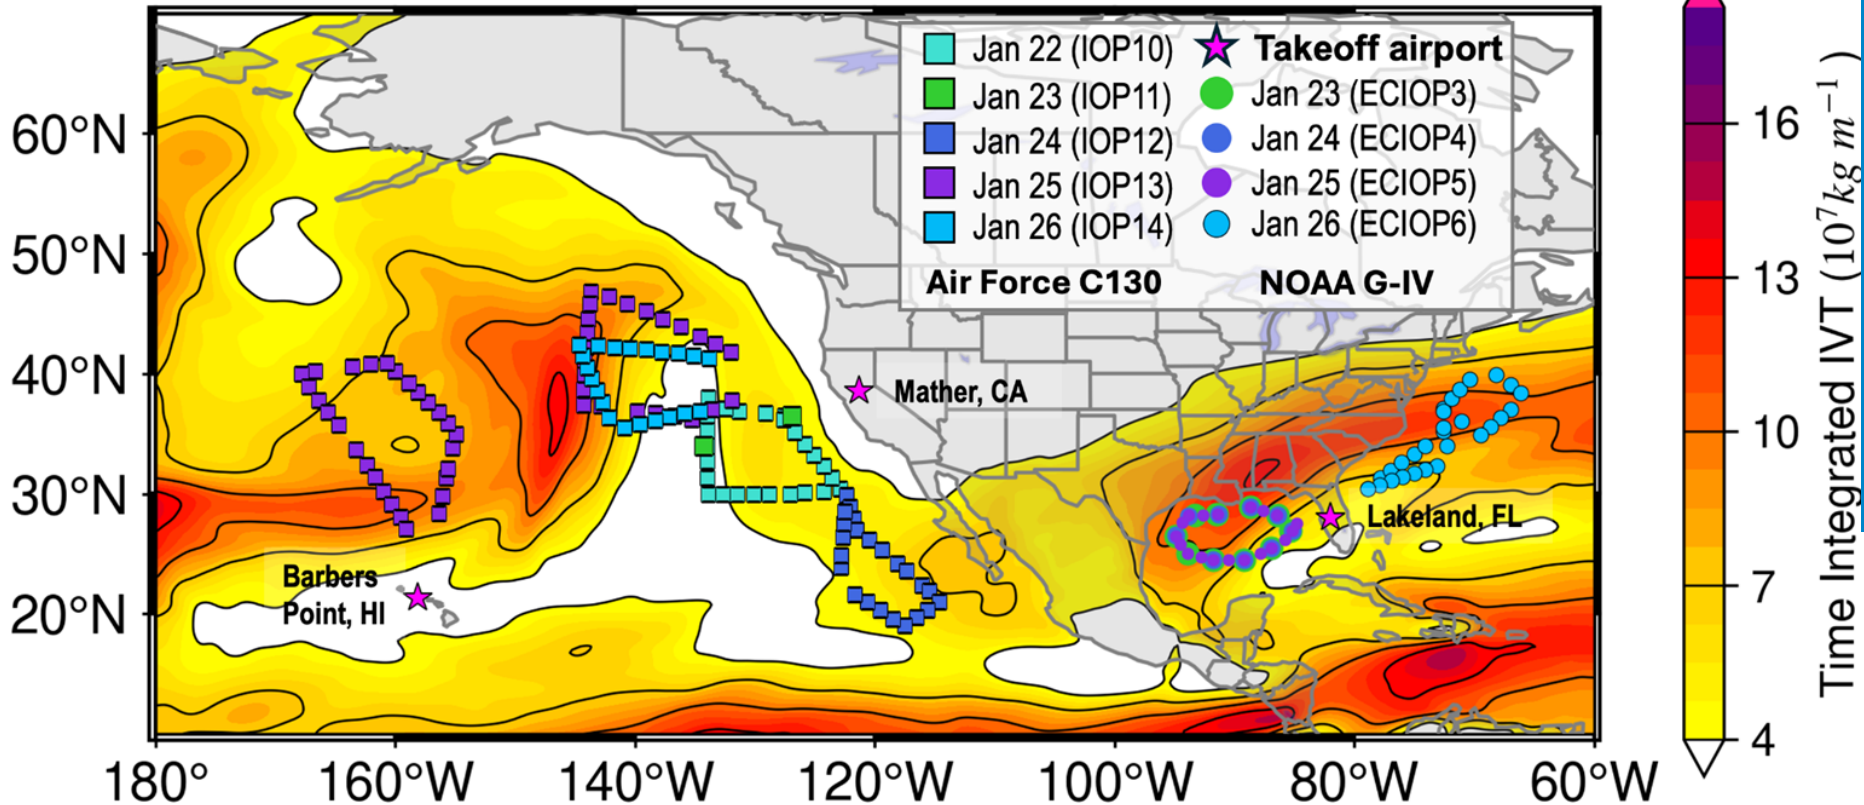 60°N
50°N
40°N
30°N
20°N
180°
160°W
140°W
120°W
100°W
80°W
60°W
Jan 22 (IOP10)
Jan 23 (IOP11)
Jan 24 (IOP12)
Jan 25 (IOP13)
Jan 26 (IOP14)
Air Force C130
Takeoff airport
Jan 23 (ECIOP3)
Jan 24 (ECIOP4)
Jan 25 (ECIOP5)
Jan 26 (ECIOP6)
NOAA G-IV
Mather, CA
Lakeland, FL
Barbers
Point, HI
16
13
10
7
4
Time Integrated IVT (10⁷kg m⁻¹ )